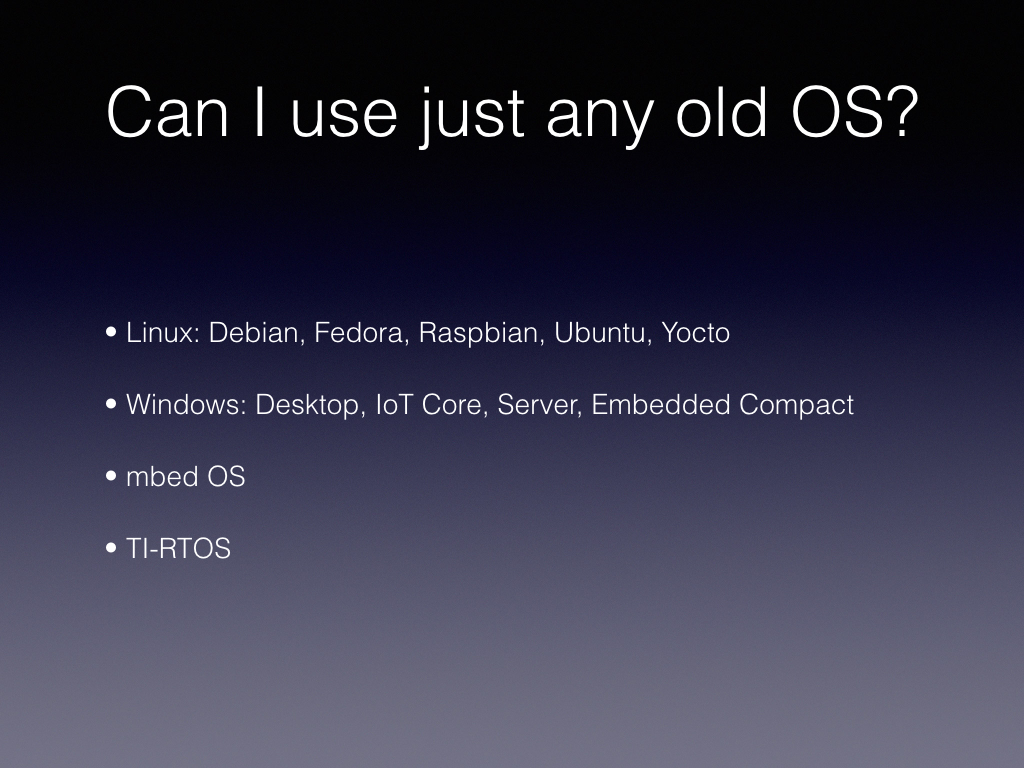 Can I use just any old OS?
• Linux: Debian, Fedora, Raspbian, Ubuntu, Yocto
• Windows: Desktop, IoT Core, Server, Embedded Compact
• mbed OS
• TI-RTOS